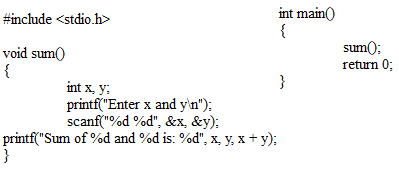 #include <stdio.h>
void sum()
{
int x, y;
printf("Enter x and y\n");
scanf("%d %d", &x, &y);
printf("Sum of %d and %d is: %d", x, y, x + y);
}
int main()
{
sum();
return 0;
}